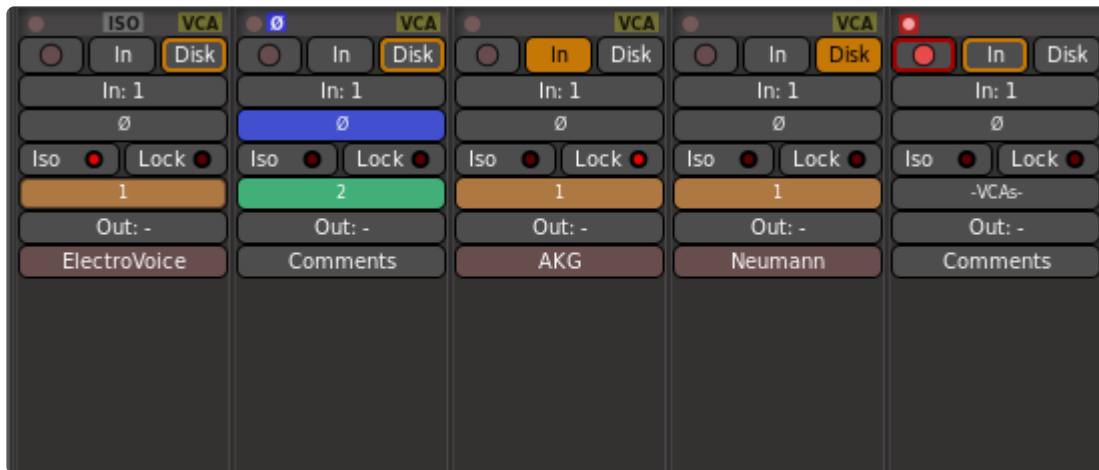 ISO VCA Ø VCA VCA VCA
In Disk In Disk In Disk In Disk In Disk
In: 1 In: 1 In: 1 In: 1 In: 1
Ø Ø Ø Ø Ø
Iso Lock Iso Lock Iso Lock Iso Lock Iso Lock
1 2 1 1 -VCAs-
Out: - Out: - Out: - Out: - Out: -
ElectroVoice Comments AKG Neumann Comments